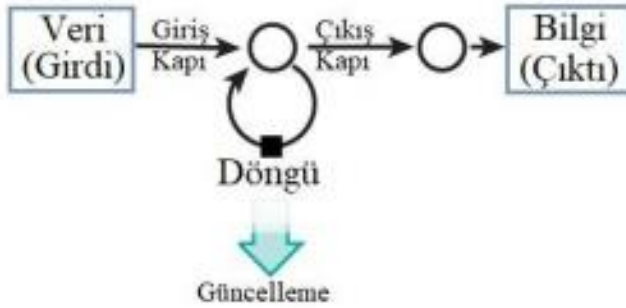 Veri
(Girdi)
Giriş
Kapı
Çıkış
Kapı
Bilgi
(Çıktı)
Döngü
Güncelleme